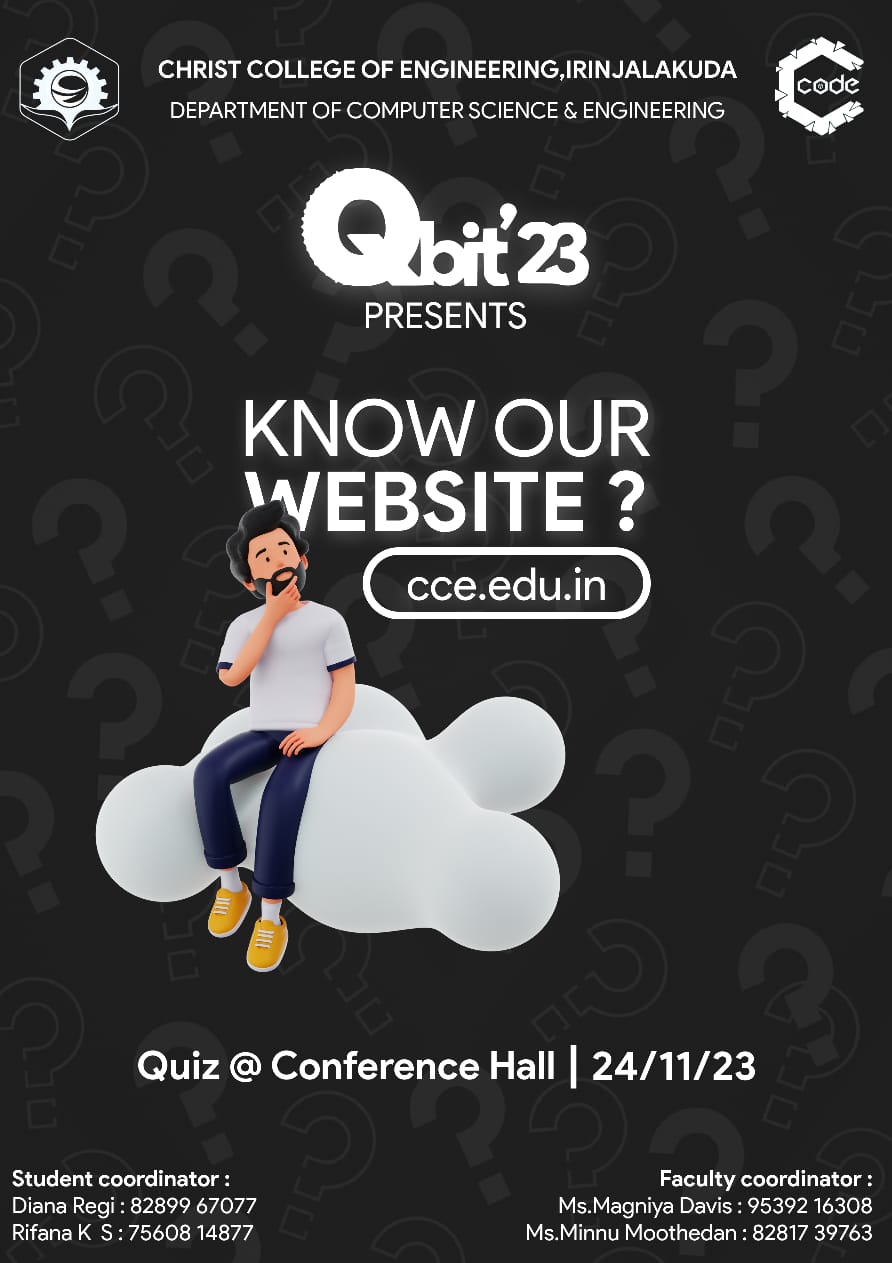 CHRIST COLLEGE OF ENGINEERING,IRINJALAKUDA
DEPARTMENT OF COMPUTER SCIENCE & ENGINEERING
code
Qbit'23
PRESENTS
KNOW OUR
WEBSITE ?
cce.edu.in
Quiz @ Conference Hall | 24/11/23
Student coordinator :
Diana Regi : 82899 67077
Rifana K S : 75608 14877
Faculty coordinator :
Ms.Magniya Davis : 95392 16308
Ms.Minnu Moothedan : 82817 39763